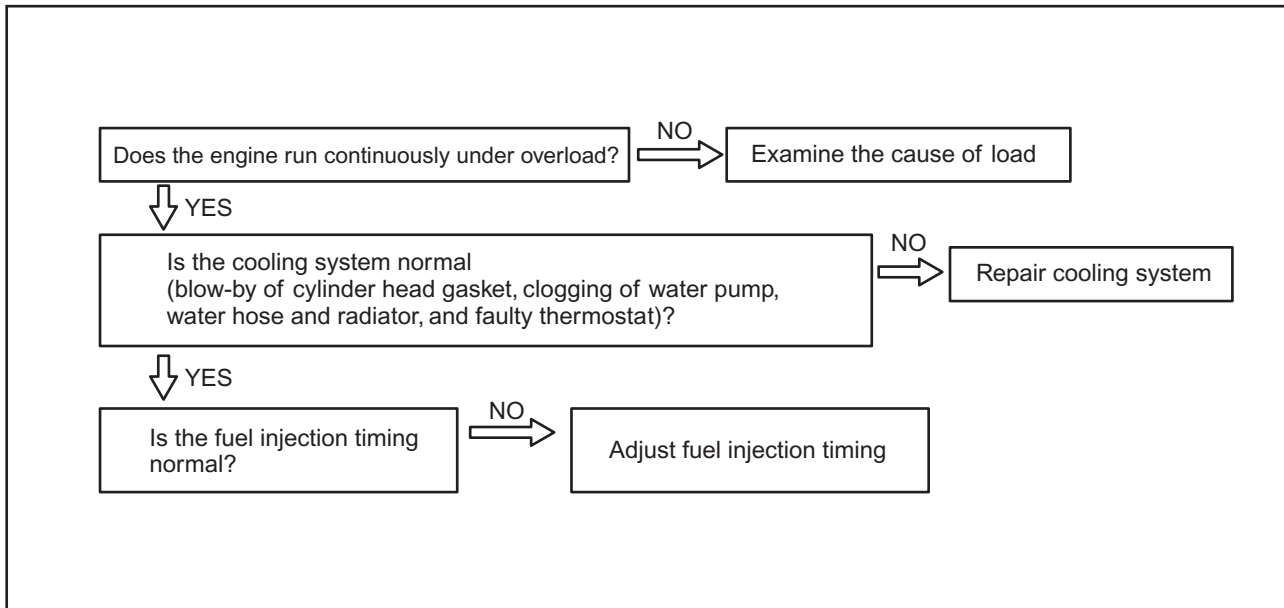 Does the engine run continuously under overload?
NO
Examine the cause of load
YES
Is the cooling system normal
(blow-by of cylinder head gasket, clogging of water pump,
water hose and radiator, and faulty thermostat)?
NO
Repair cooling system
YES
Is the fuel injection timing
normal?
NO
Adjust fuel injection timing